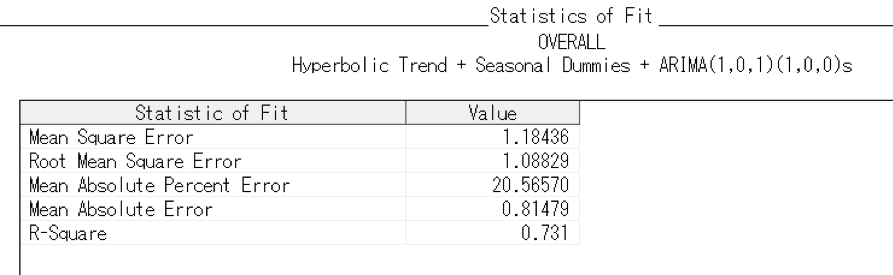 Statistics of Fit
OVERALL
Hyperbolic Trend + Seasonal Dummies + ARIMA(1,0,1)(1,0,0)s
Statistic of Fit Value
Mean Square Error 1.18436
Root Mean Square Error 1.08829
Mean Absolute Percent Error 20.56570
Mean Absolute Error 0.81479
R-Square 0.731